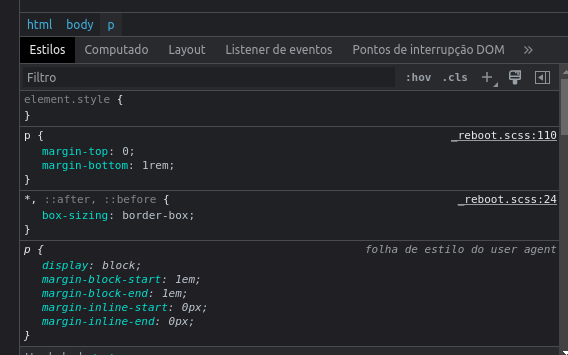 html body p
Estilos Computado Layout Listener de eventos Pontos de interrupção DOM »
Filtro :hov .cls
element.style {
}
p { _reboot.scss:110
margin-top: 0;
margin-bottom: 1rem;
}
*, ::after, ::before { _reboot.scss:24
box-sizing: border-box;
}
p { folha de estilo do user agent
display: block;
margin-block-start: 1em;
margin-block-end: 1em;
margin-inline-start: 0px;
margin-inline-end: 0px;
}